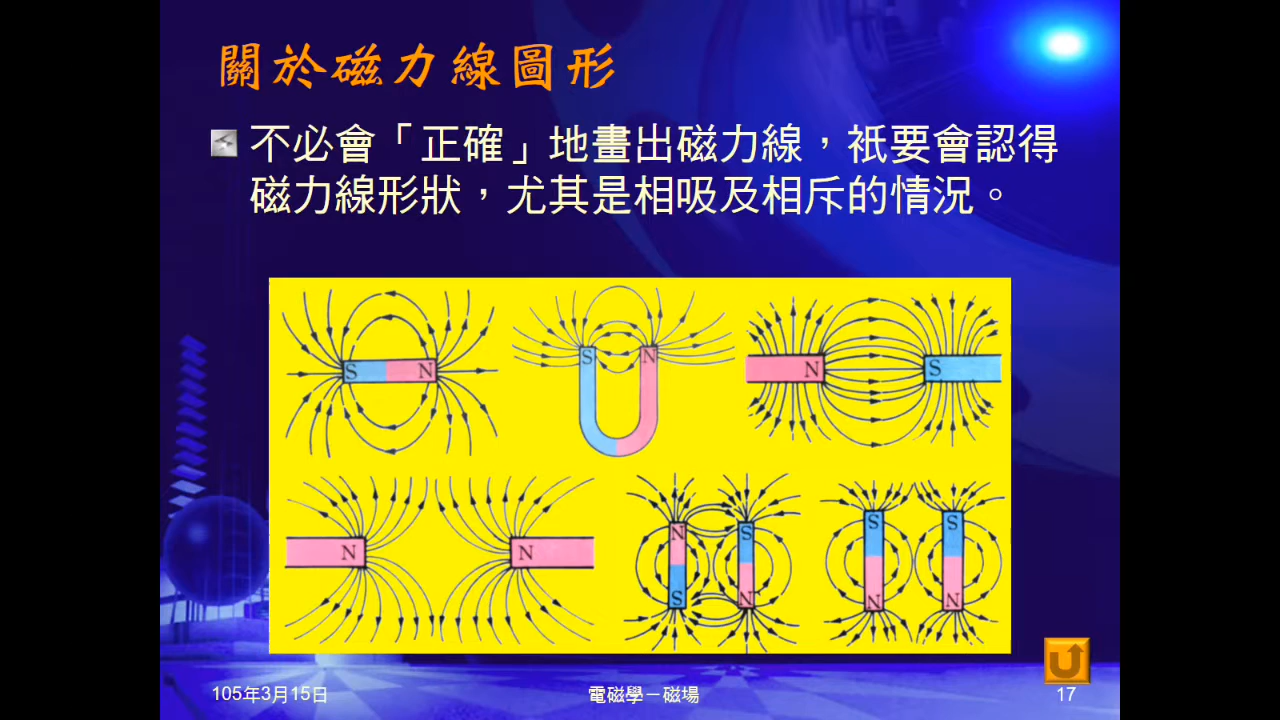 關於磁力線圖形
不必會「正確」地畫出磁力線，祇要會認得
磁力線形狀，尤其是相吸及相斥的情況。
S N
S N
N S
N N
N S
S N
S S
N N
105年3月15日
電磁學－磁場
17